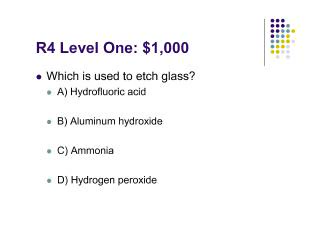 R4 Level One: $1,000
Which is used to etch glass?
A) Hydrofluoric acid
B) Aluminum hydroxide
C) Ammonia
D) Hydrogen peroxide